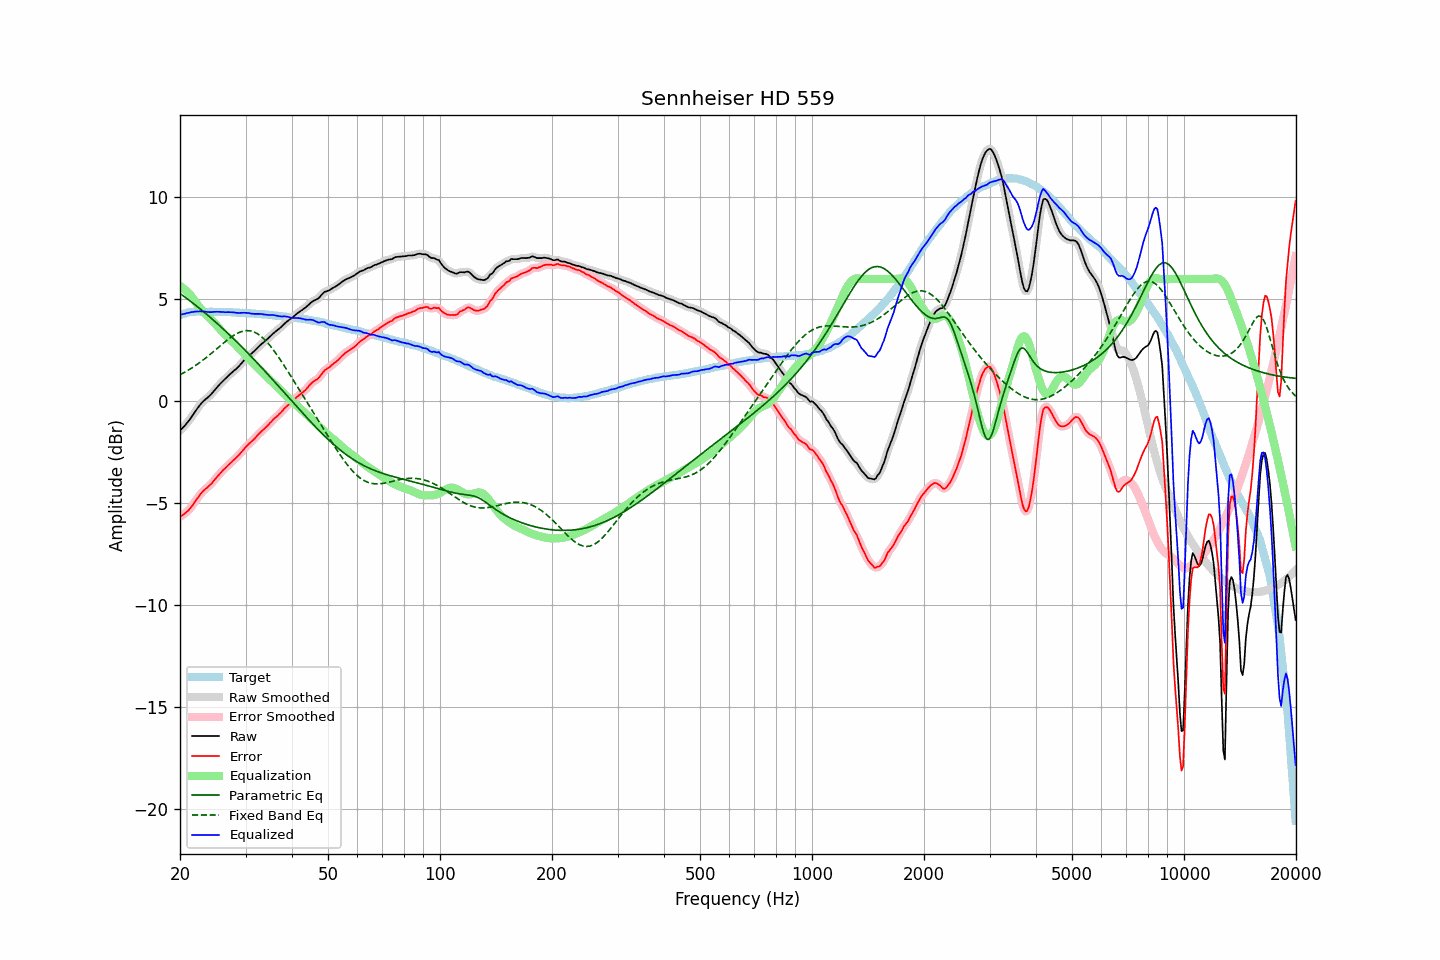 Sennheiser HD 559
Amplitude (dBr)
10
5
0
−5
−10
−15
−20
Target
Raw Smoothed
Error Smoothed
Raw
Error
Equalization
Parametric Eq
Fixed Band Eq
Equalized
20 50 100 200 500 1000 2000 5000 10000 20000
Frequency (Hz)